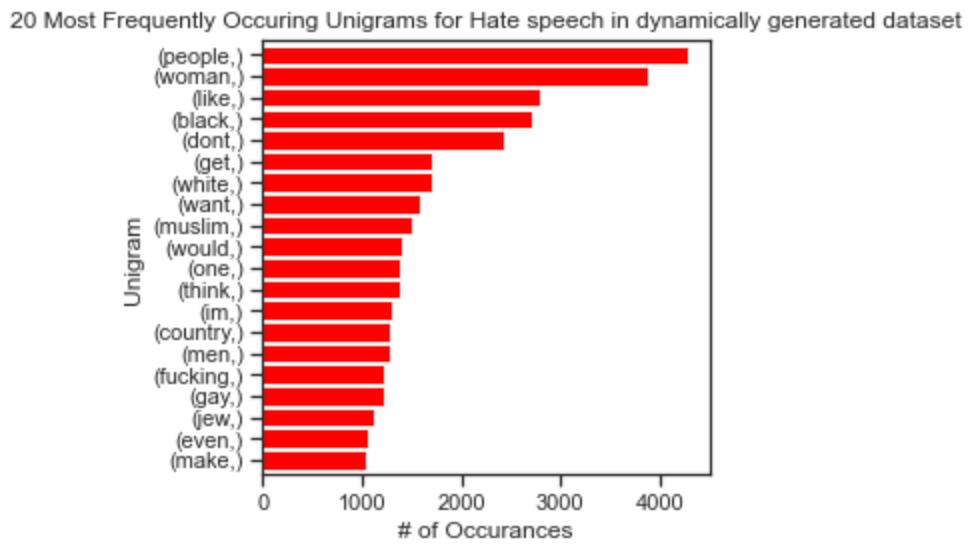 20 Most Frequently Occuring Unigrams for Hate speech in dynamically generated dataset
(people,)
(woman,)
(like,)
(black,)
(dont,)
(get,)
(white,)
(want,)
(muslim,)
(would,)
(one,)
(think,)
(im,)
(country,)
(men,)
(fucking,)
(gay,)
(jew,)
(even,)
(make,)
Unigram
0 1000 2000 3000 4000
# of Occurances